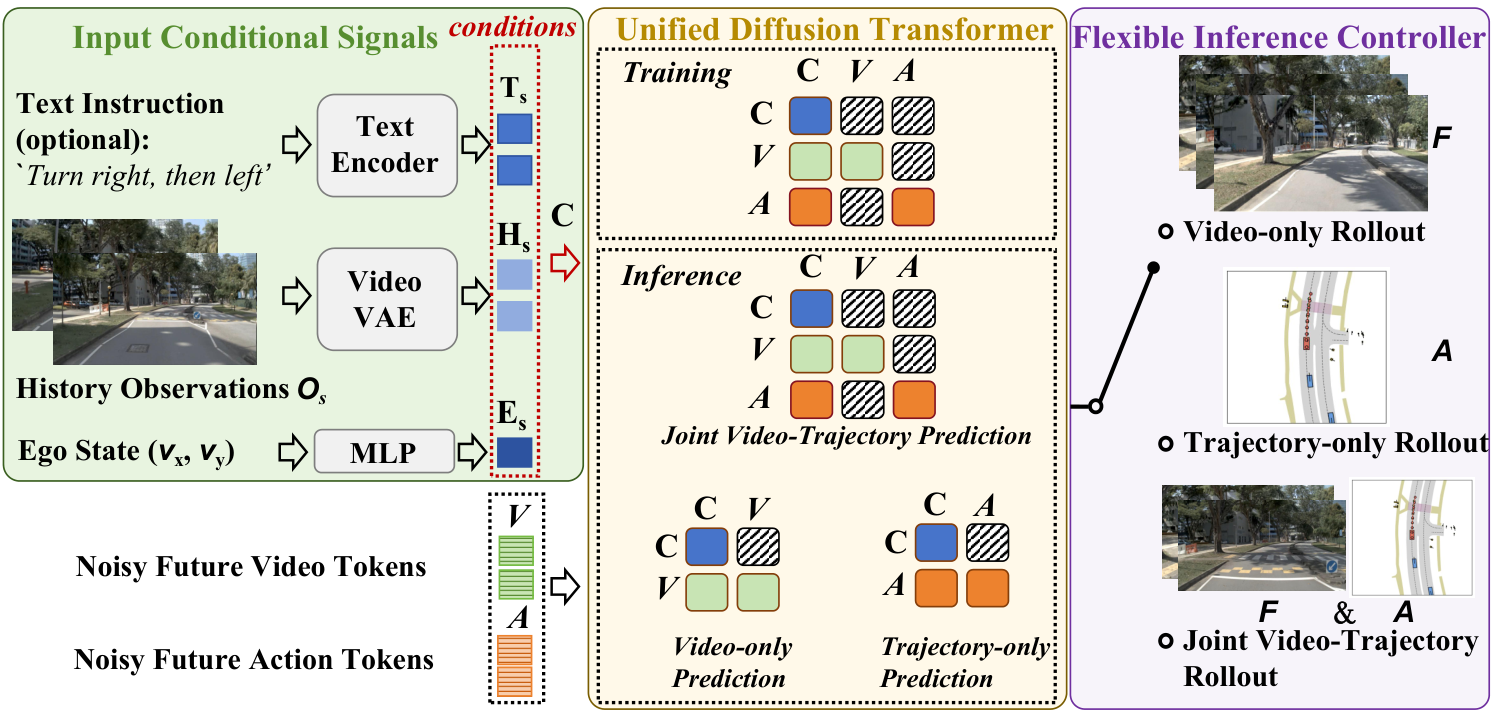 Input Conditional Signals
conditions
Text Instruction
(optional):
`Turn right, then left’
Text
Encoder
Tₛ
History Observations Oₛ
Video
VAE
Hₛ
Ego State (vₓ, vᵧ)
MLP
Eₛ
C
Noisy Future Video Tokens
V
Noisy Future Action Tokens
A
Unified Diffusion Transformer
Training
C V A
C
V
A
Inference
C V A
C
V
A
Joint Video-Trajectory Prediction
C V
C
V
Video-only
Prediction
C A
C
A
Trajectory-only
Prediction
Flexible Inference Controller
F
Video-only Rollout
A
Trajectory-only Rollout
F & A
Joint Video-Trajectory
Rollout